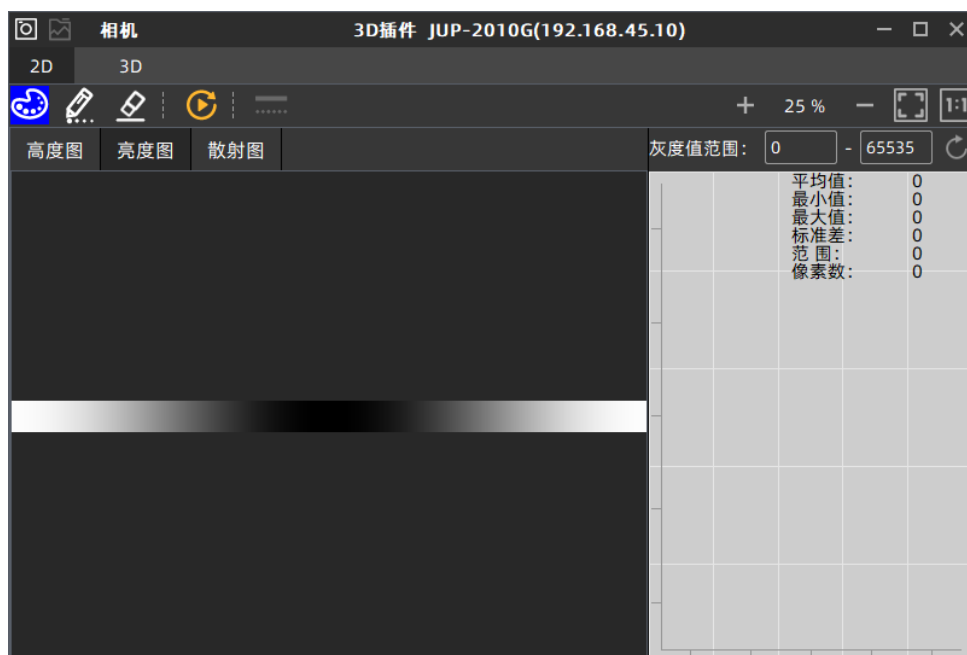 相机 3D插件 JUP-2010G(192.168.45.10)
2D 3D
25 % 1:1
高度图 亮度图 散射图 灰度值范围： 0 - 65535
平均值： 0
最小值： 0
最大值： 0
标准差： 0
范 围： 0
像素数： 0